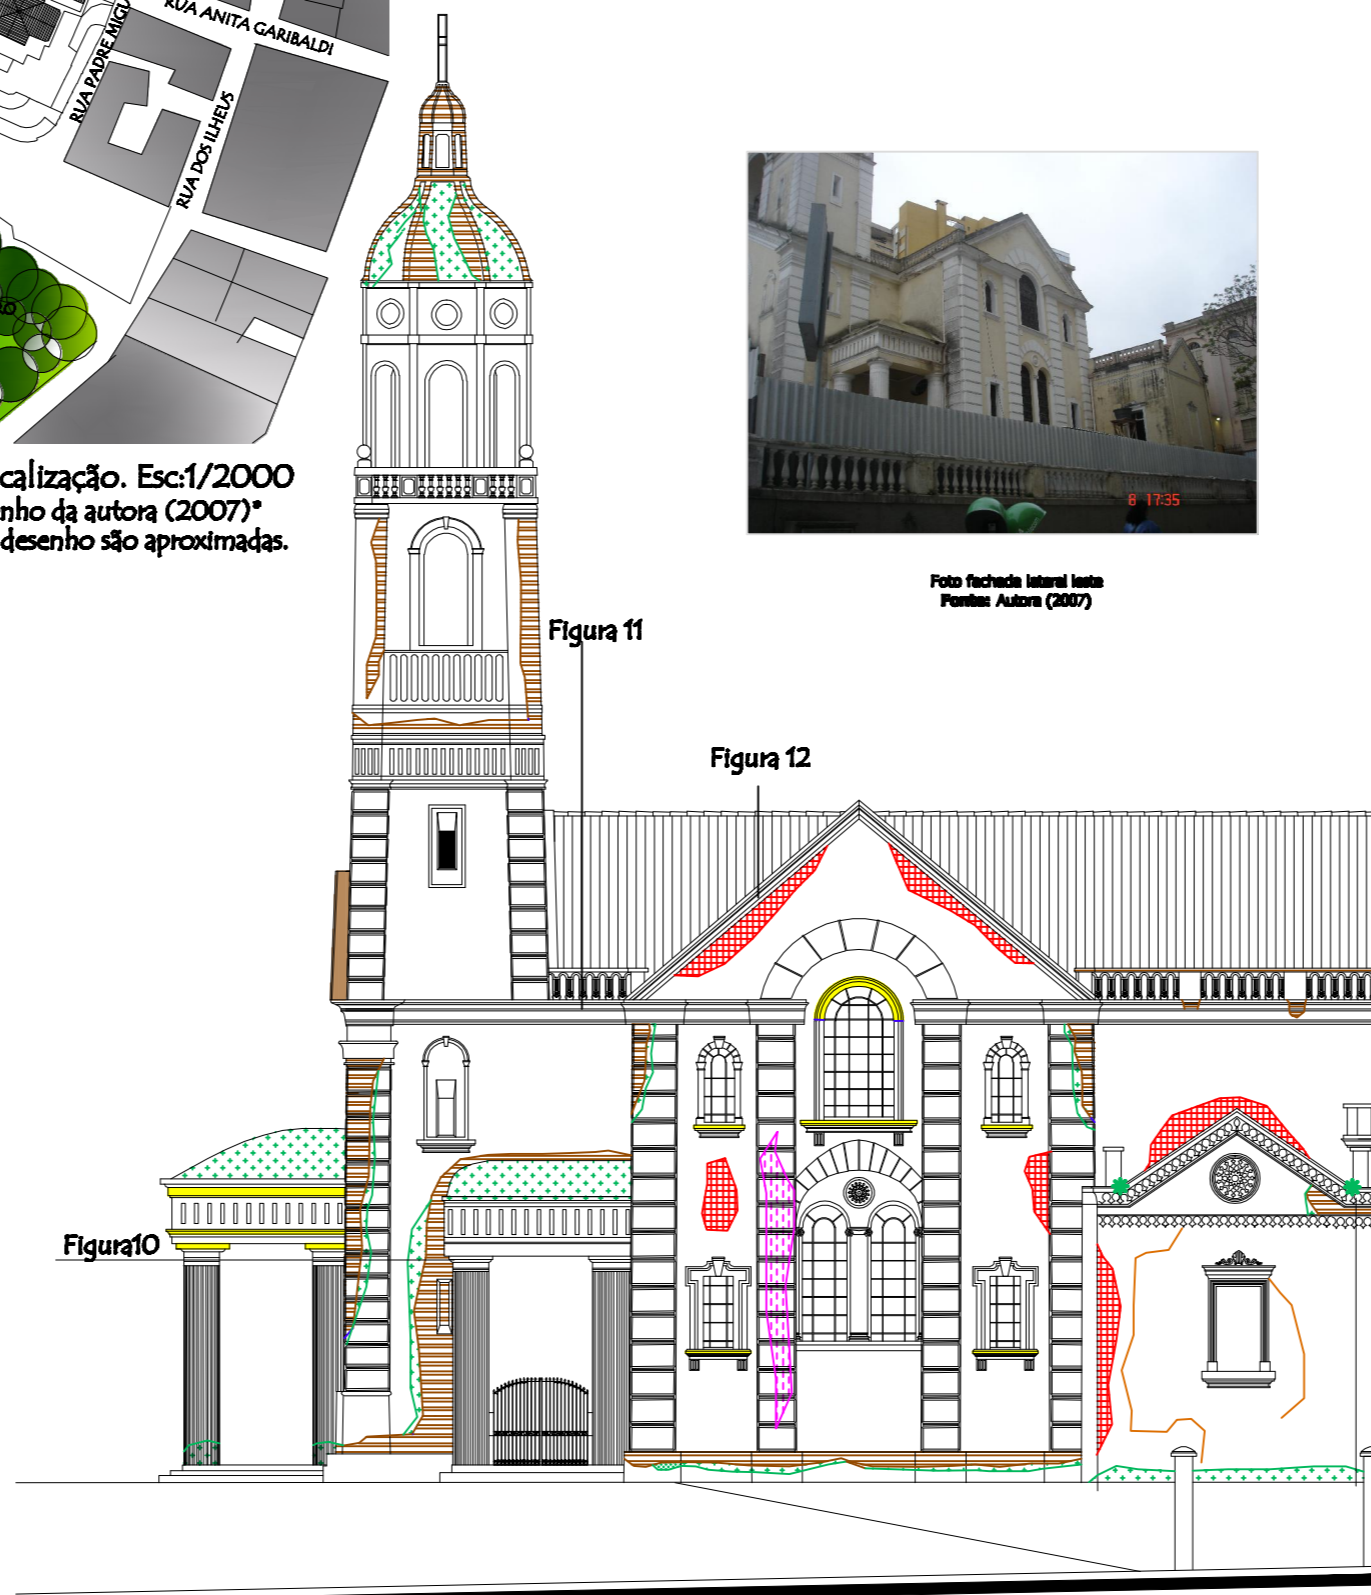 RUA ANITA GARIBALDI
RUA PADRE MIGU
RUA DOS ILHEUS
calização. Esc:1/2000
nho da autora (2007)*
desenho são aproximadas.
8 17:35
Foto fachada lateral leste
Fonte: Autora (2007)
Figura 11
Figura 12
Figura10